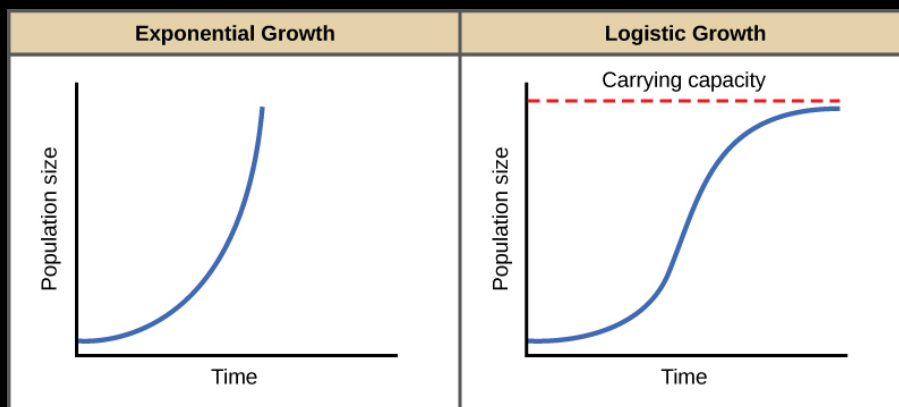 Exponential Growth
Population size
Time
Logistic Growth
Carrying capacity
Population size
Time